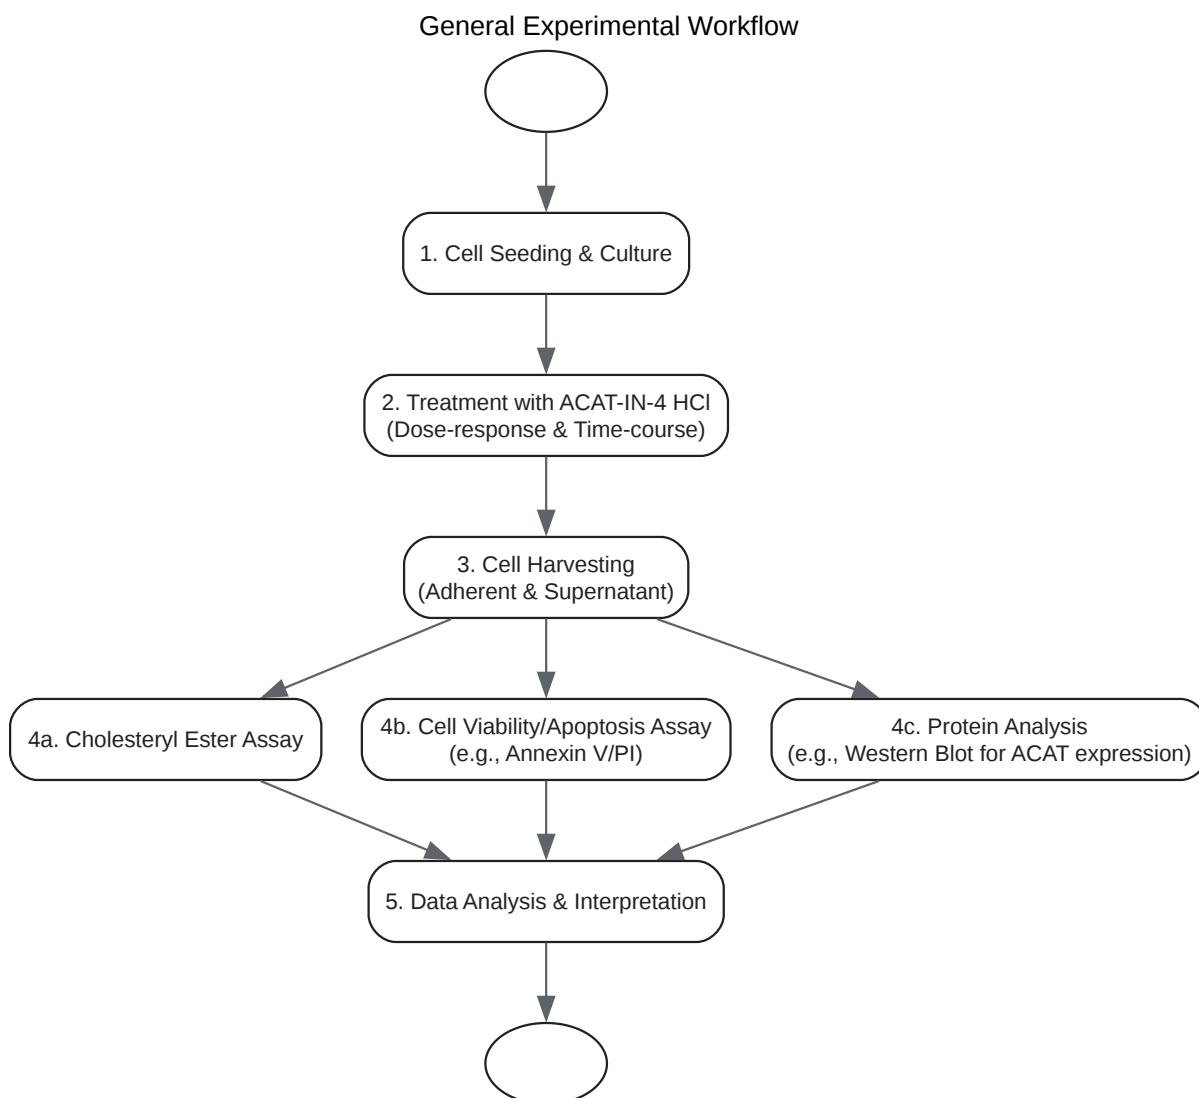 General Experimental Workflow
1. Cell Seeding & Culture
2. Treatment with ACAT-IN-4 HCl
(Dose-response & Time-course)
3. Cell Harvesting
(Adherent & Supernatant)
4a. Cholesteryl Ester Assay
4b. Cell Viability/Apoptosis Assay
(e.g., Annexin V/PI)
4c. Protein Analysis
(e.g., Western Blot for ACAT expression)
5. Data Analysis & Interpretation